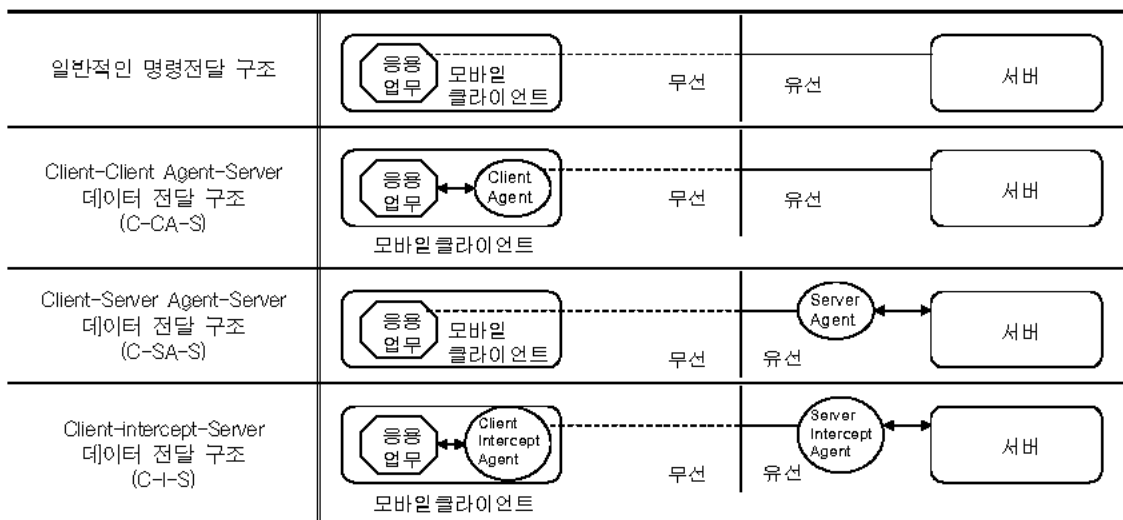 일반적인 명령전달 구조
응용
업무
모바일
클라이언트
무선
유선
서버
Client-Client Agent-Server
데이터 전달 구조
(C-CA-S)
응용
업무
Client
Agent
모바일클라이언트
무선
유선
서버
Client-Server Agent-Server
데이터 전달 구조
(C-SA-S)
응용
업무
모바일
클라이언트
무선
유선
Server
Agent
서버
Client-intercept-Server
데이터 전달 구조
(C-I-S)
응용
업무
Client
Intercept
Agent
모바일클라이언트
무선
유선
Server
Intercept
Agent
서버